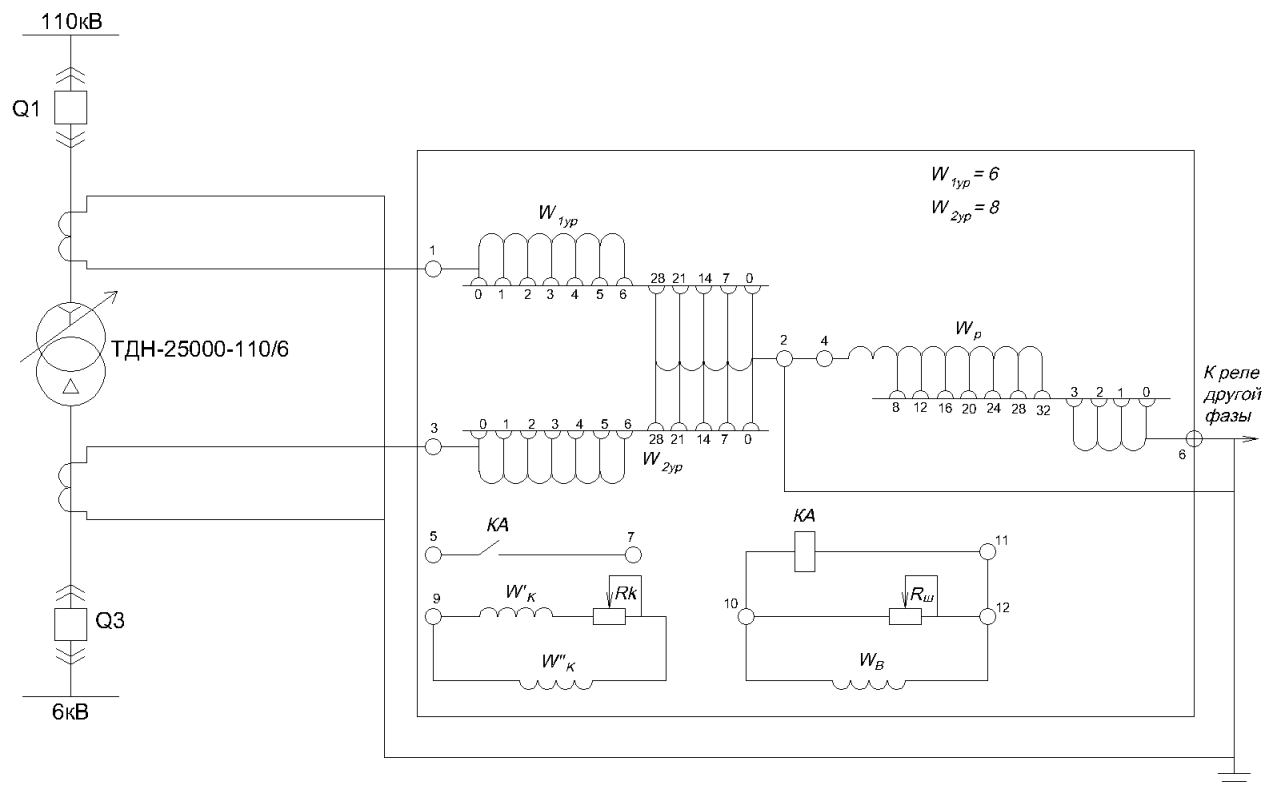 110кВ
Q1
ТДН-25000-110/6
Q3
6кВ
W1ур = 6
W2ур = 8
W1ур
1
0 1 2 3 4 5 6
28 21 14 7 0
2 4
Wр
8 12 16 20 24 28 32
3 2 1 0
К реле
другой
фазы
6
3
0 1 2 3 4 5 6
28 21 14 7 0
W2ур
5
КА
7
КА
11
9
W'К
Rk
10
Rш
12
W"К
WВ